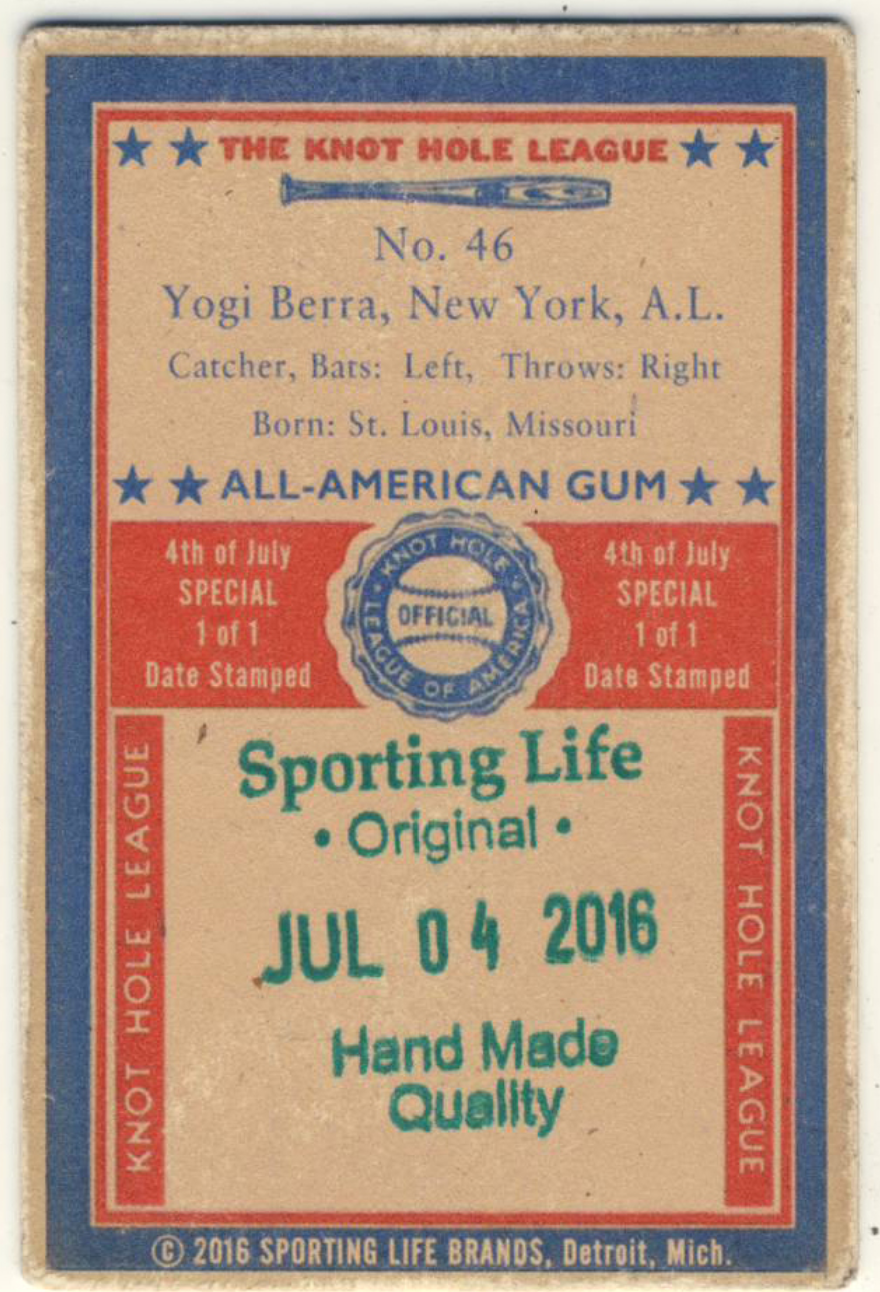 THE KNOT HOLE LEAGUE
No. 46
Yogi Berra, New York, A.L.
Catcher, Bats: Left, Throws: Right
Born: St. Louis, Missouri
ALL-AMERICAN GUM
4th of July
SPECIAL
1 of 1
Date Stamped
KNOT HOLE
OFFICIAL
LEAGUE OF AMERICA
4th of July
SPECIAL
1 of 1
Date Stamped
KNOT HOLE LEAGUE
Sporting Life
• Original •
JUL 04 2016
Hand Made
Quality
KNOT HOLE LEAGUE
© 2016 SPORTING LIFE BRANDS, Detroit, Mich.